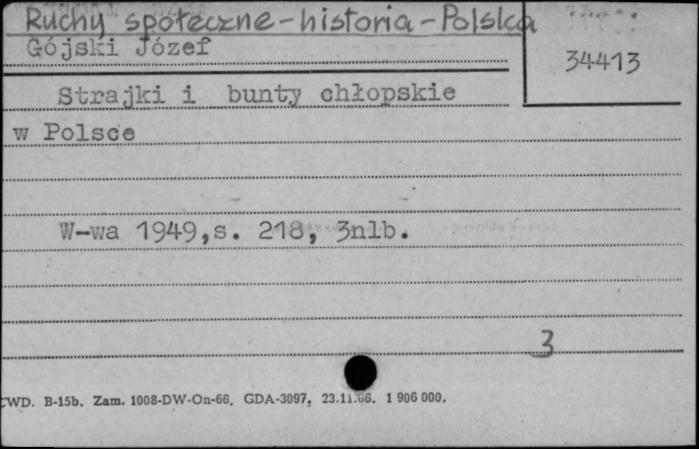 Ruchy społeczne - historia - Polska
Gójski Józef
34413
Strajki i bunty chłopskie
w Polsce
W-wa 1949, s. 218, 3nlb.
3
CWD. B-15b. Zam. 1008-DW-On-66. GDA-3097. 23.11.66. 1 906 000.